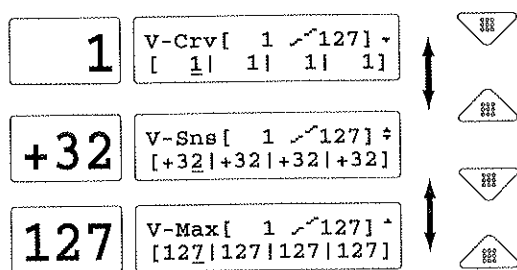 1
V-Crv[ 1 127]
[ 1| 1| 1| 1]
+32
V-Sns[ 1 127]
[+32|+32|+32|+32]
127
V-Max[ 1 127]
[127|127|127|127]